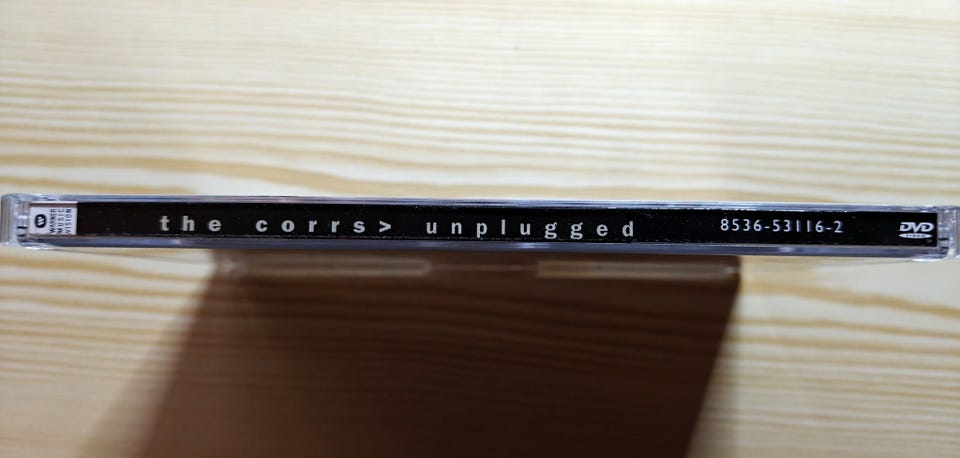 WARNER
MUSIC
VISION
the corrs> unplugged
8536-53116-2
DVD
VIDEO